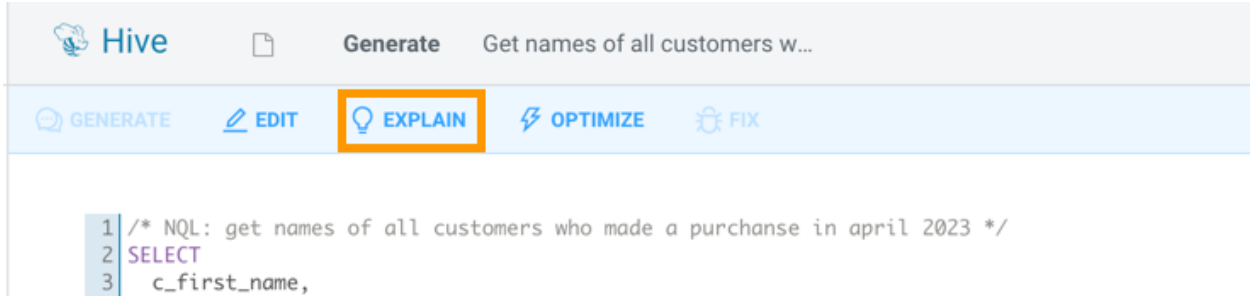 Hive Generate Get names of all customers w...
GENERATE EDIT EXPLAIN OPTIMIZE FIX
1 /* NQL: get names of all customers who made a purchanse in april 2023 */
2 SELECT
3 c_first_name,